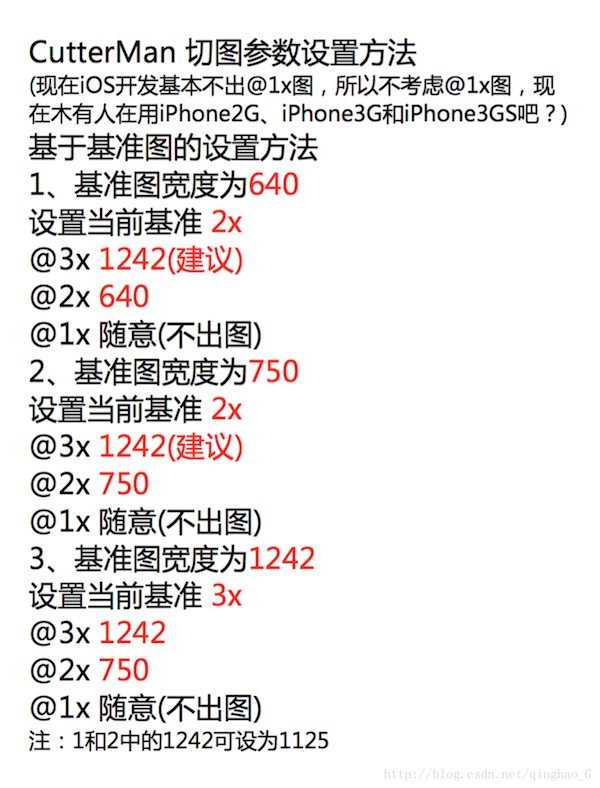 CutterMan 切图参数设置方法
(现在iOS开发基本不出@1x图，所以不考虑@1x图，现
在木有人在用iPhone2G、iPhone3G和iPhone3GS吧？)
基于基准图的设置方法
1、基准图宽度为640
设置当前基准 2x
@3x 1242(建议)
@2x 640
@1x 随意(不出图)
2、基准图宽度为750
设置当前基准 2x
@3x 1242(建议)
@2x 750
@1x 随意(不出图)
3、基准图宽度为1242
设置当前基准 3x
@3x 1242
@2x 750
@1x 随意(不出图)
注：1和2中的1242可设为1125
http://blog.csdn.net/qinghao_G